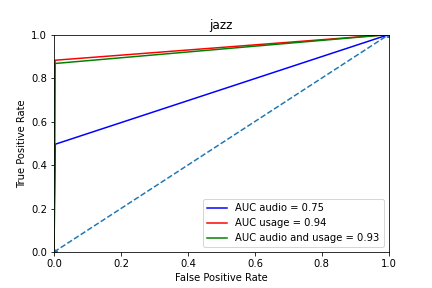 jazz
True Positive Rate
1.0
0.8
0.6
0.4
0.2
0.0
AUC audio = 0.75
AUC usage = 0.94
AUC audio and usage = 0.93
0.0 0.2 0.4 0.6 0.8 1.0
False Positive Rate